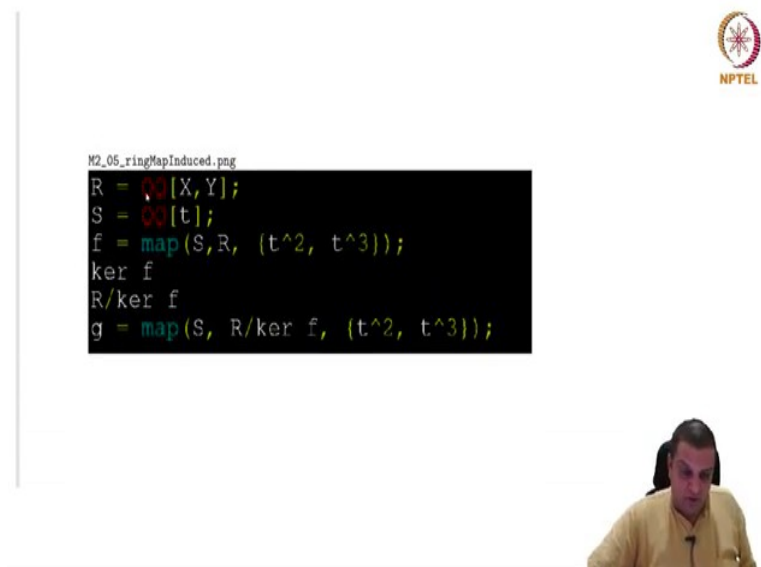 NPTEL
M2_05_ringMapInduced.png
R = QQ[X,Y];
S = QQ[t];
f = map(S,R, {t^2, t^3});
ker f
R/ker f
g = map(S, R/ker f, {t^2, t^3});